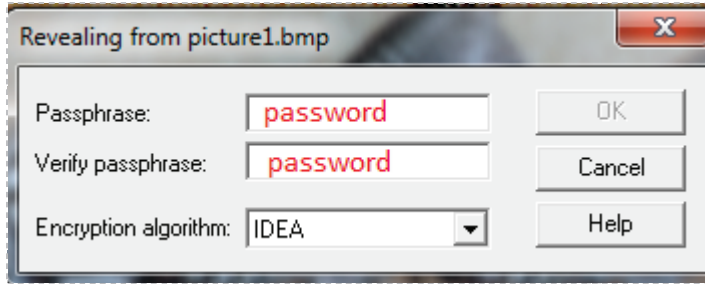 Revealing from picture1.bmp
X
Passphrase: password OK
Verify passphrase: password Cancel
Encryption algorithm: IDEA Help